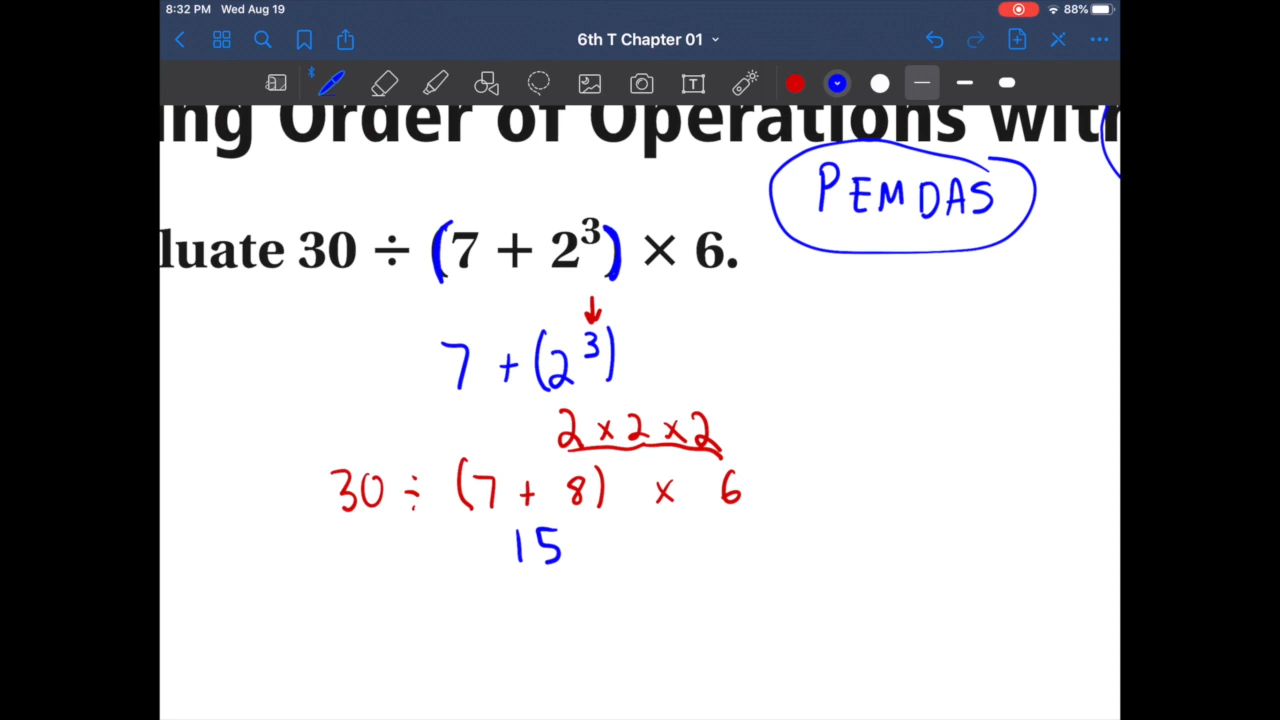 8:32 PM Wed Aug 19
88%
6th T Chapter 01
T
ing Order of Operations with
PEMDAS
luate 30 ÷ (7 + 2³) × 6.
7 + (2³)
2 × 2 × 2
30 ÷ (7 + 8) × 6
15